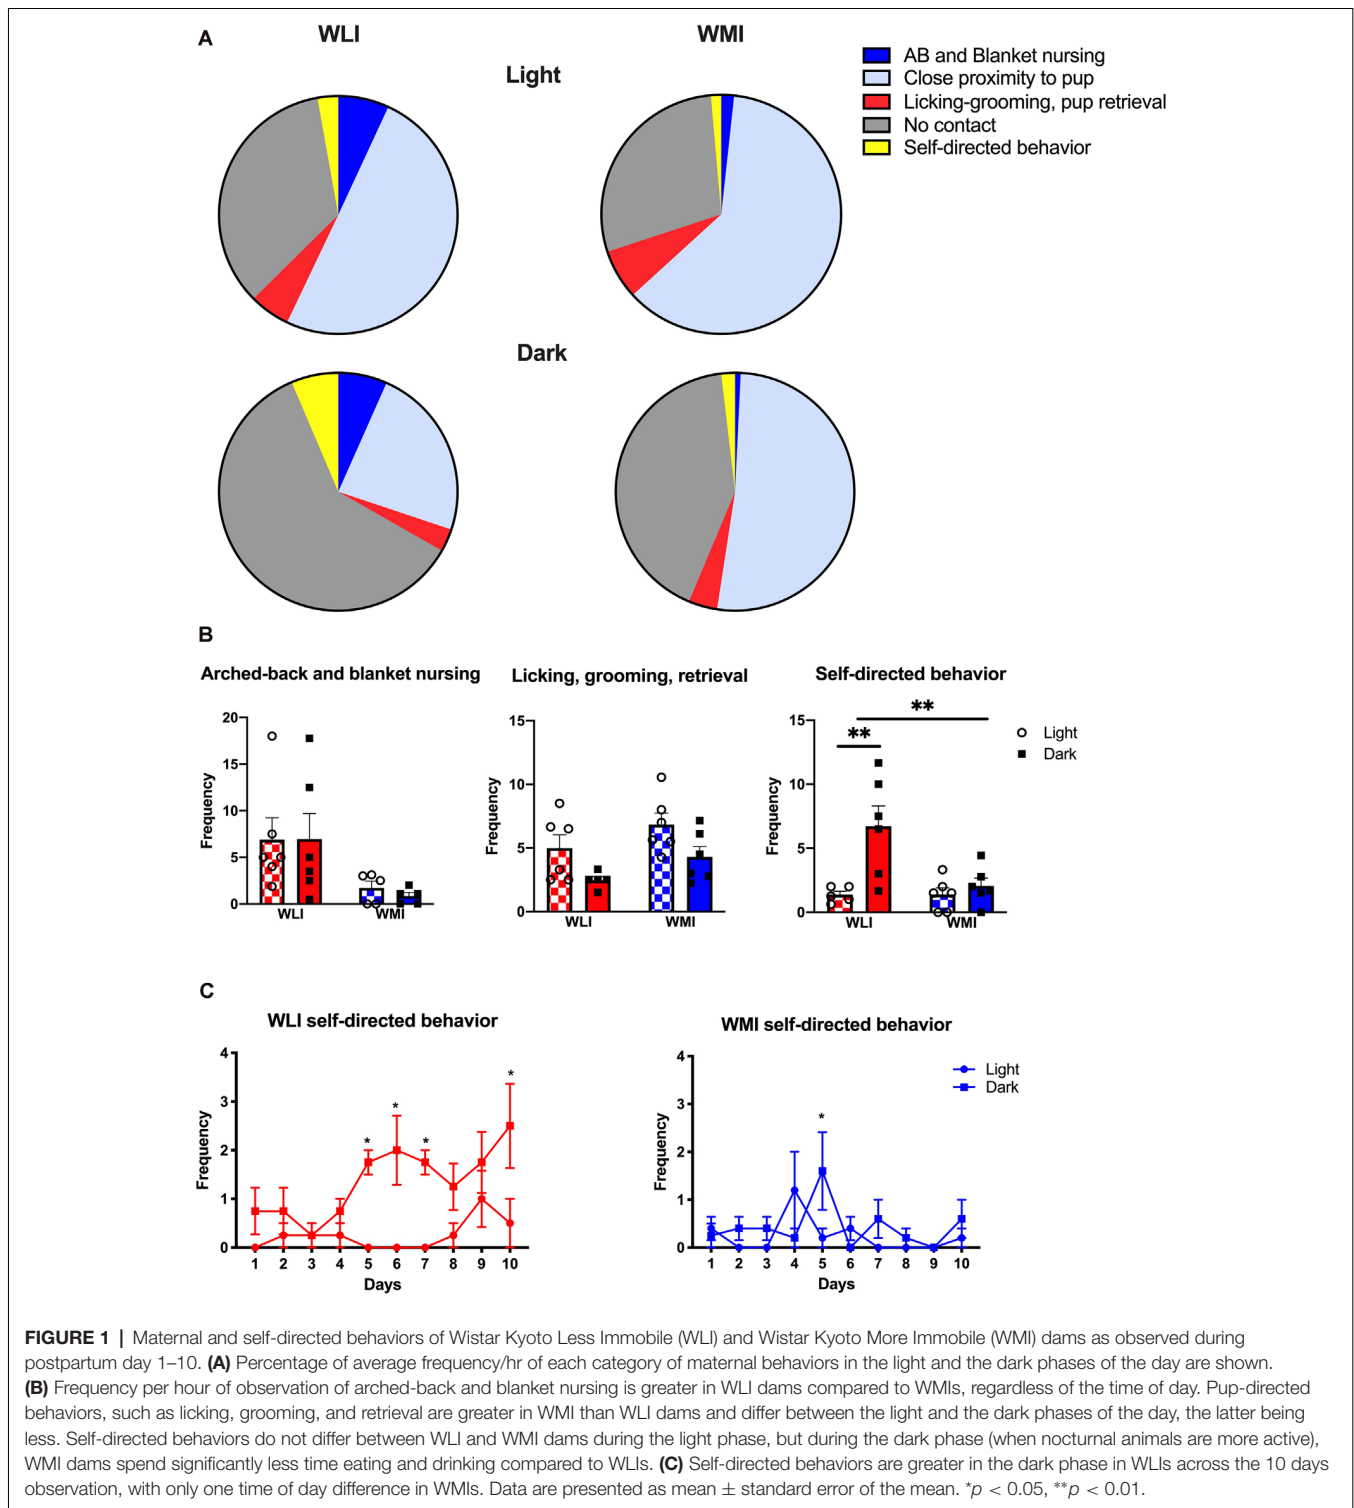 A
WLI
WMI
Light
AB and Blanket nursing
Close proximity to pup
Licking-grooming, pup retrieval
No contact
Self-directed behavior
Dark
B
Arched-back and blanket nursing
Frequency
20
15
10
5
0
WLI
WMI
Licking, grooming, retrieval
Frequency
15
10
5
0
WLI
WMI
Self-directed behavior
Frequency
15
10
5
0
**
**
WLI
WMI
Light
Dark
C
WLI self-directed behavior
Frequency
4
3
2
1
0
* * * *
1 2 3 4 5 6 7 8 9 10
Days
WMI self-directed behavior
Frequency
4
3
2
1
0
*
1 2 3 4 5 6 7 8 9 10
Days
Light
Dark
FIGURE 1 | Maternal and self-directed behaviors of Wistar Kyoto Less Immobile (WLI) and Wistar Kyoto More Immobile (WMI) dams as observed during
postpartum day 1–10. (A) Percentage of average frequency/hr of each category of maternal behaviors in the light and the dark phases of the day are shown.
(B) Frequency per hour of observation of arched-back and blanket nursing is greater in WLI dams compared to WMIs, regardless of the time of day. Pup-directed
behaviors, such as licking, grooming, and retrieval are greater in WMI than WLI dams and differ between the light and the dark phases of the day, the latter being
less. Self-directed behaviors do not differ between WLI and WMI dams during the light phase, but during the dark phase (when nocturnal animals are more active),
WMI dams spend significantly less time eating and drinking compared to WLIs. (C) Self-directed behaviors are greater in the dark phase in WLIs across the 10 days
observation, with only one time of day difference in WMIs. Data are presented as mean ± standard error of the mean. *p < 0.05, **p < 0.01.